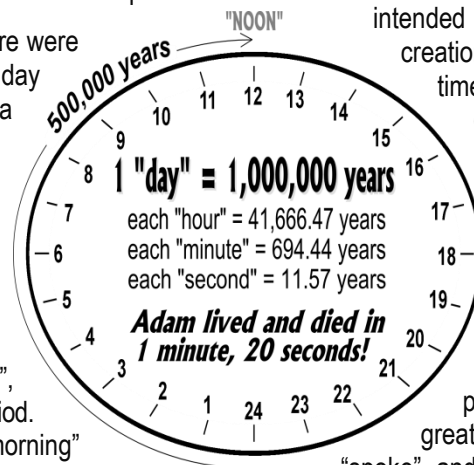 "NOON"
500,000 years
intended
re were
creatio
day
time
a
12
13
14
15
16
17
18
19
20
21
22
23
24
1
2
3
4
5
6
7
8
9
10
11
1 "day" = 1,000,000 years
each "hour" = 41,666.47 years
each "minute" = 694.44 years
each "second" = 11.57 years
Adam lived and died in
1 minute, 20 seconds!
",
iod.
orning"
p
great
"spoke" and